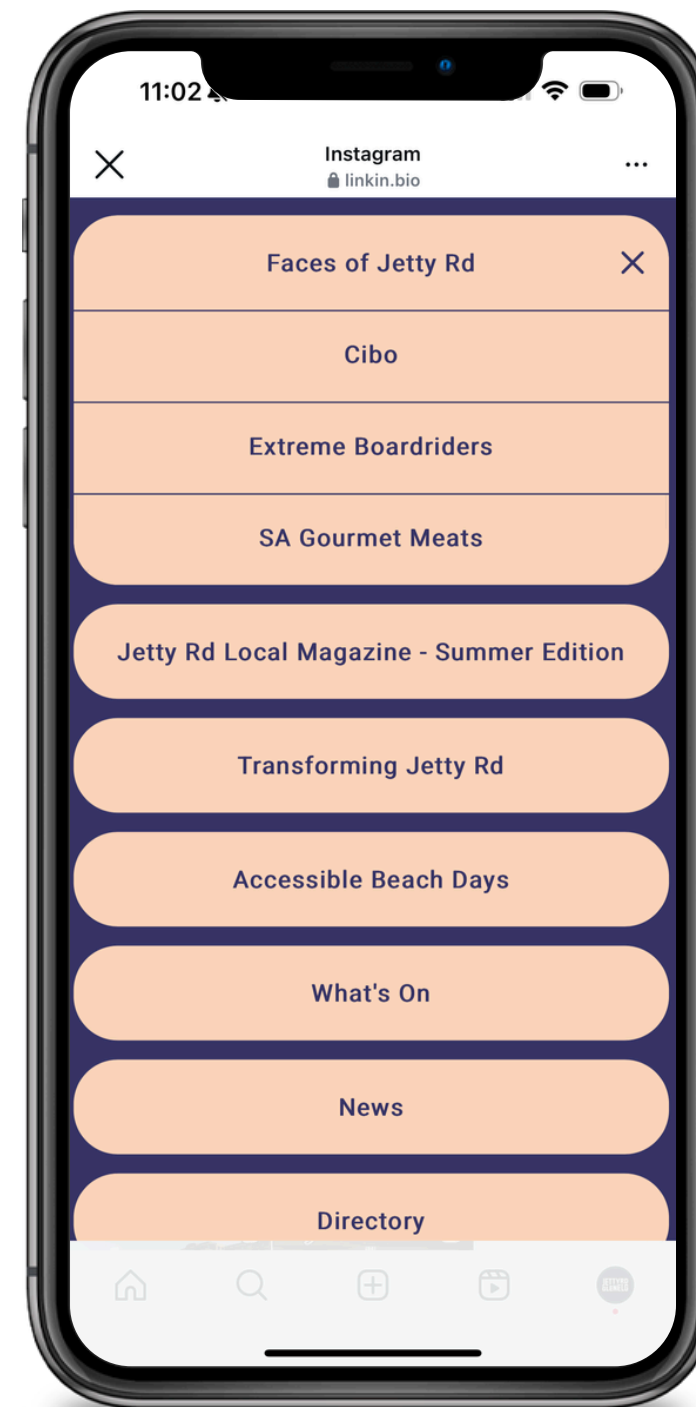 11:02
Instagram
linkin.bio
Faces of Jetty Rd
Cibo
Extreme Boardriders
SA Gourmet Meats
Jetty Rd Local Magazine - Summer Edition
Transforming Jetty Rd
Accessible Beach Days
What's On
News
Directory